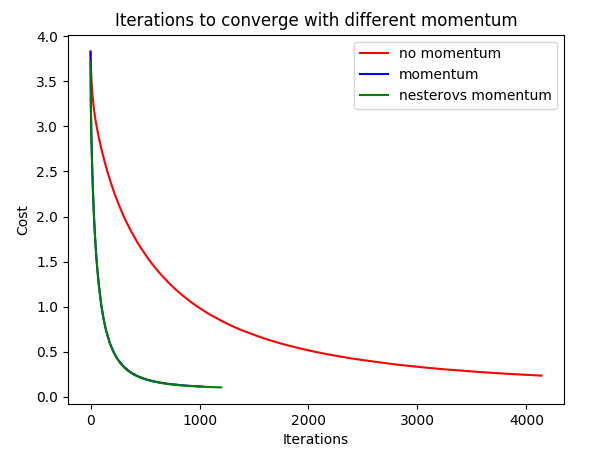 Iterations to converge with different momentum
no momentum
momentum
nesterovs momentum
4.0
3.5
3.0
2.5
2.0
1.5
1.0
0.5
0.0
Cost
0 1000 2000 3000 4000
Iterations